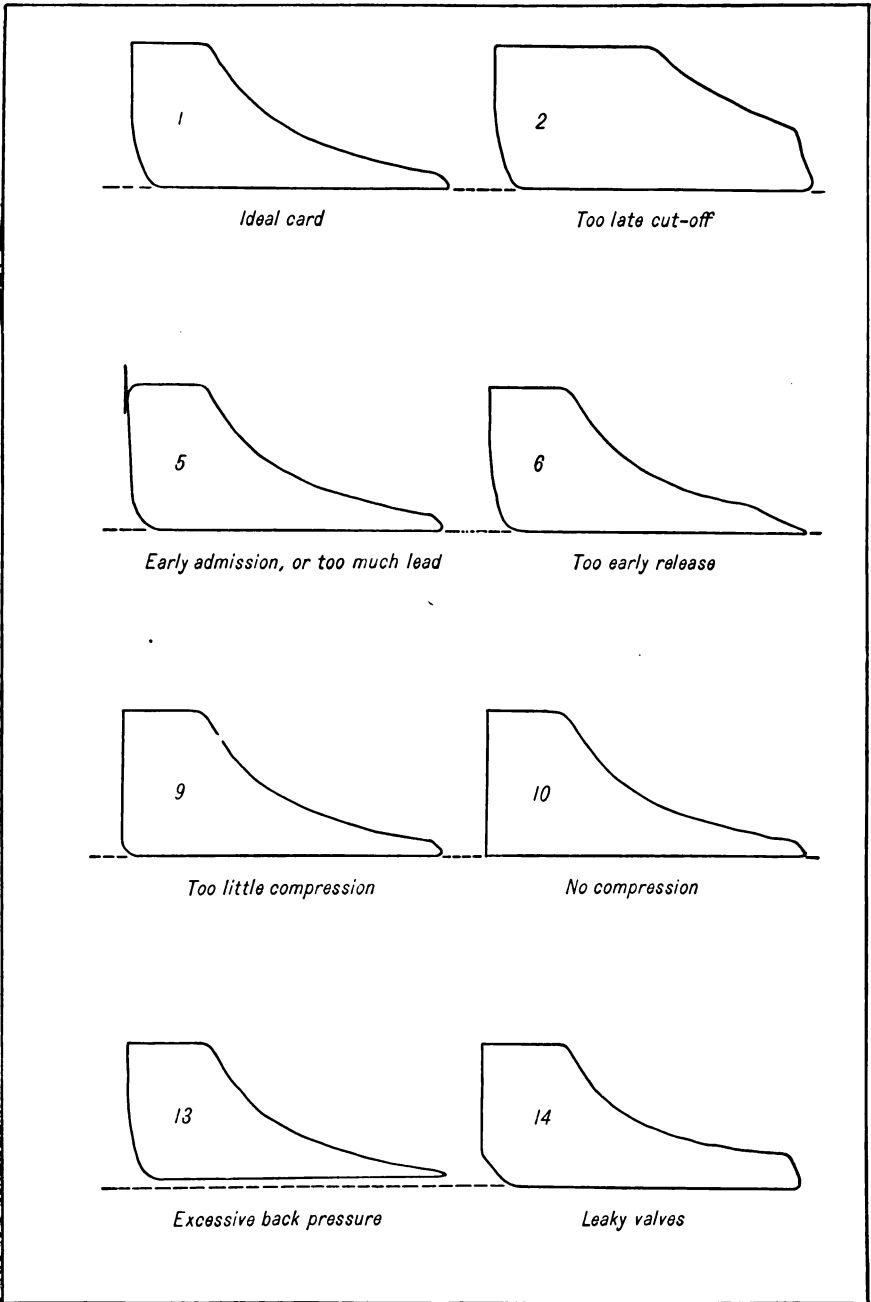 1
2
Ideal card
Too late cut-off
5
6
Early admission, or too much lead
Too early release
9
10
Too little compression
No compression
13
14
Excessive back pressure
Leaky valves